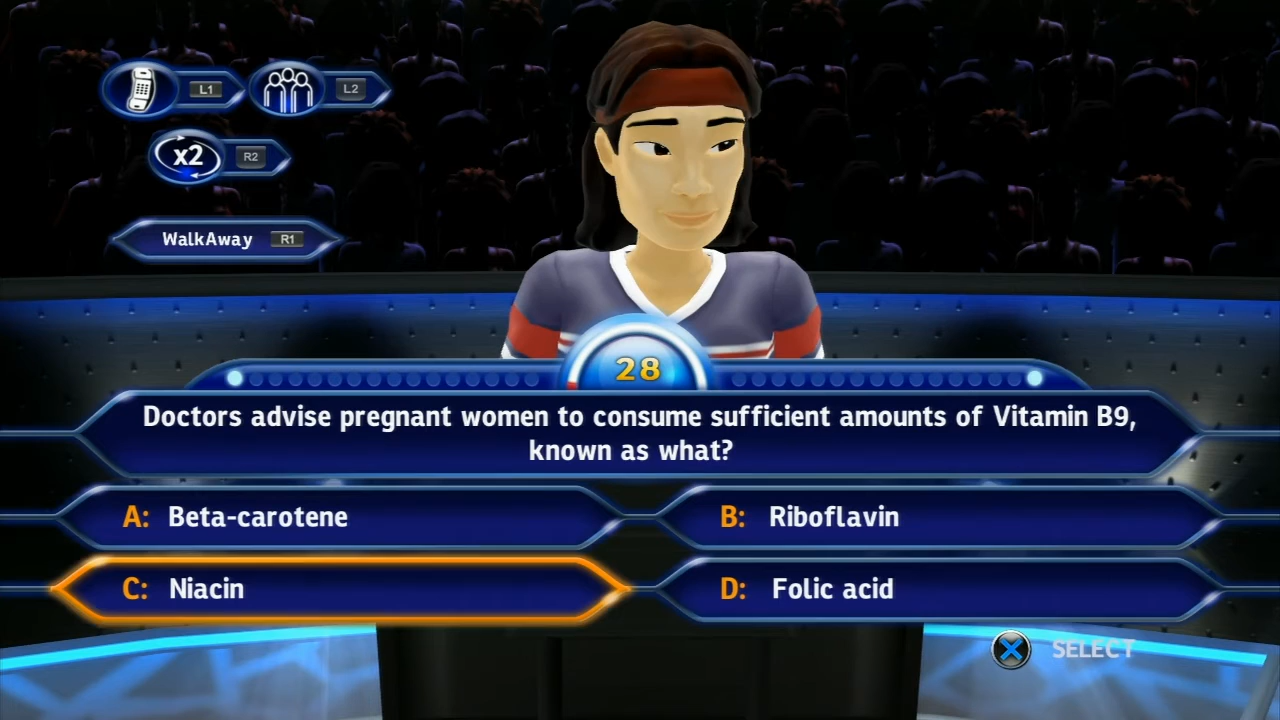 L1
L2
x2
R2
WalkAway R1
28
Doctors advise pregnant women to consume sufficient amounts of Vitamin B9,
known as what?
A: Beta-carotene
B: Riboflavin
C: Niacin
D: Folic acid
SELECT